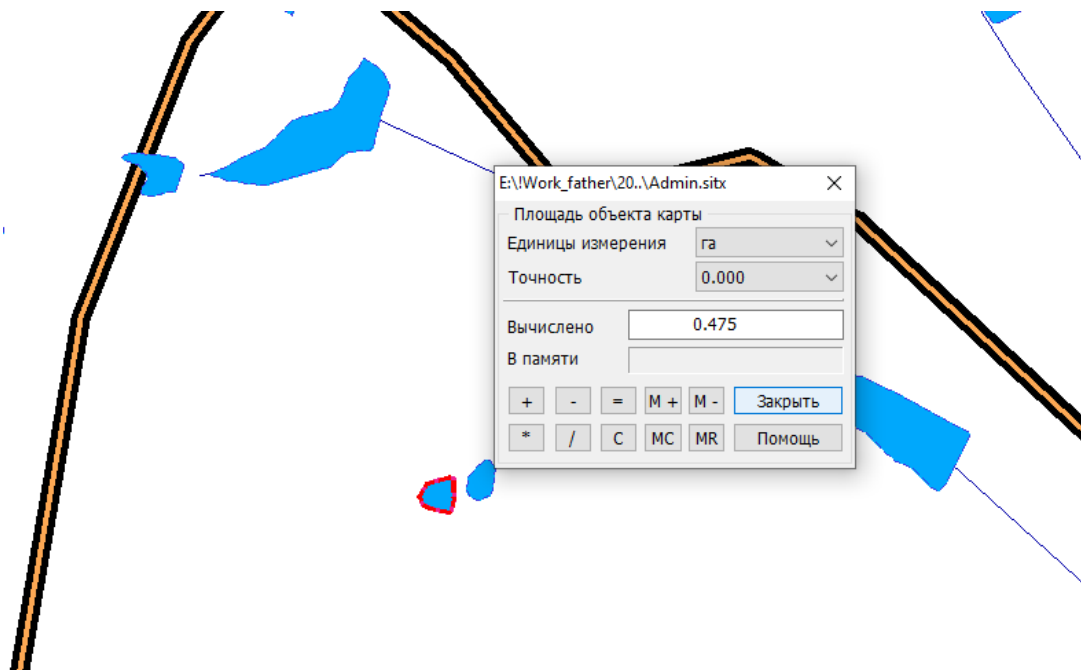 E:\!Work_father\20..\Admin.sitx
Площадь объекта карты
Единицы измерения га
Точность 0.000
Вычислено 0.475
В памяти
+ - = M + M - Закрыть
* / C MC MR Помощь